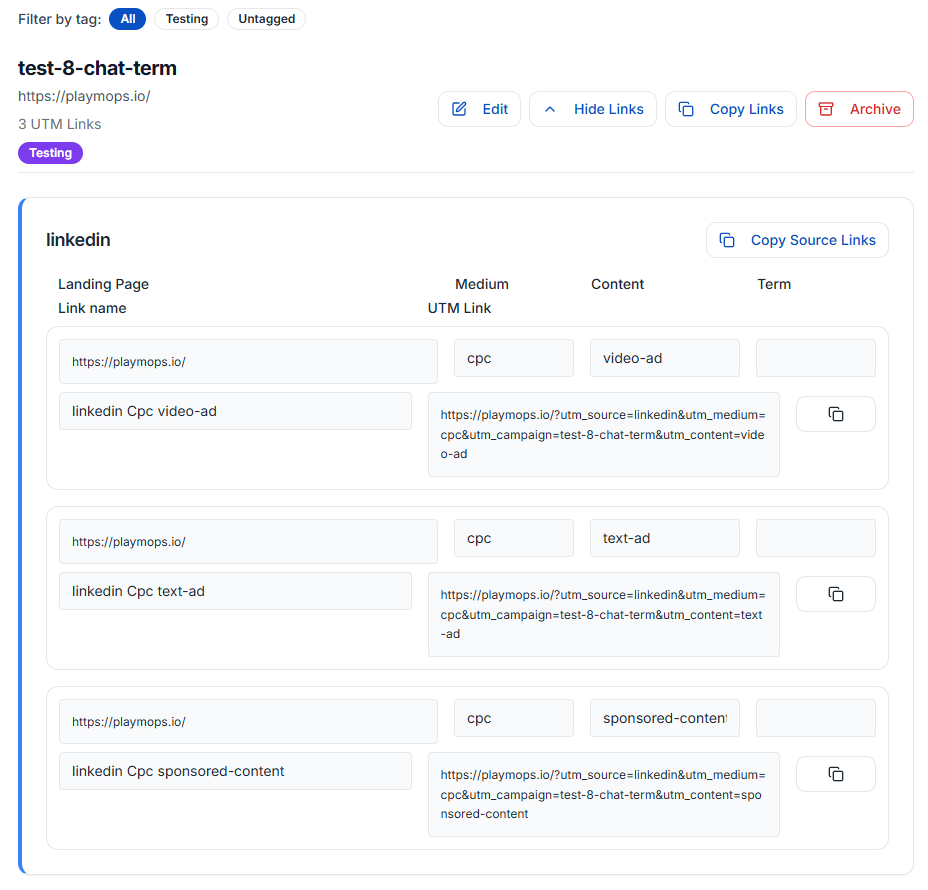 Filter by tag: All Testing Untagged
test-8-chat-term
https://playmops.io/
3 UTM Links
Testing
Edit Hide Links Copy Links Archive
linkedin
Copy Source Links
Landing Page Medium Content Term
Link name UTM Link
https://playmops.io/ cpc video-ad
linkedin Cpc video-ad
https://playmops.io/?utm_source=linkedin&utm_medium=
cpc&utm_campaign=test-8-chat-term&utm_content=vide
o-ad
https://playmops.io/ cpc text-ad
linkedin Cpc text-ad
https://playmops.io/?utm_source=linkedin&utm_medium=
cpc&utm_campaign=test-8-chat-term&utm_content=text
-ad
https://playmops.io/ cpc sponsored-content
linkedin Cpc sponsored-content
https://playmops.io/?utm_source=linkedin&utm_medium=
cpc&utm_campaign=test-8-chat-term&utm_content=spo
nsored-content